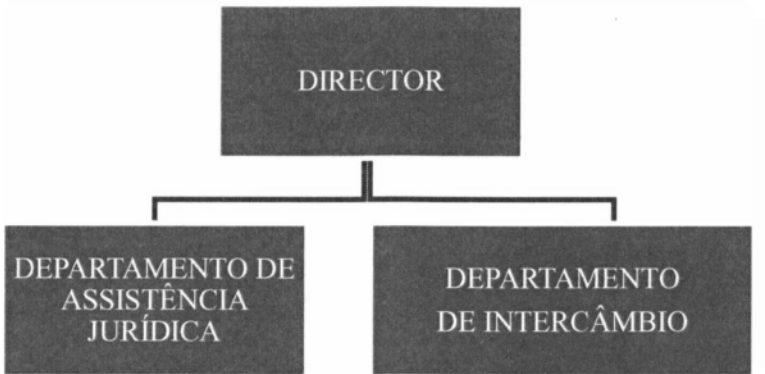 DIRECTOR
DEPARTAMENTO DE
ASSISTÊNCIA
JURÍDICA
DEPARTAMENTO
DE INTERCÂMBIO